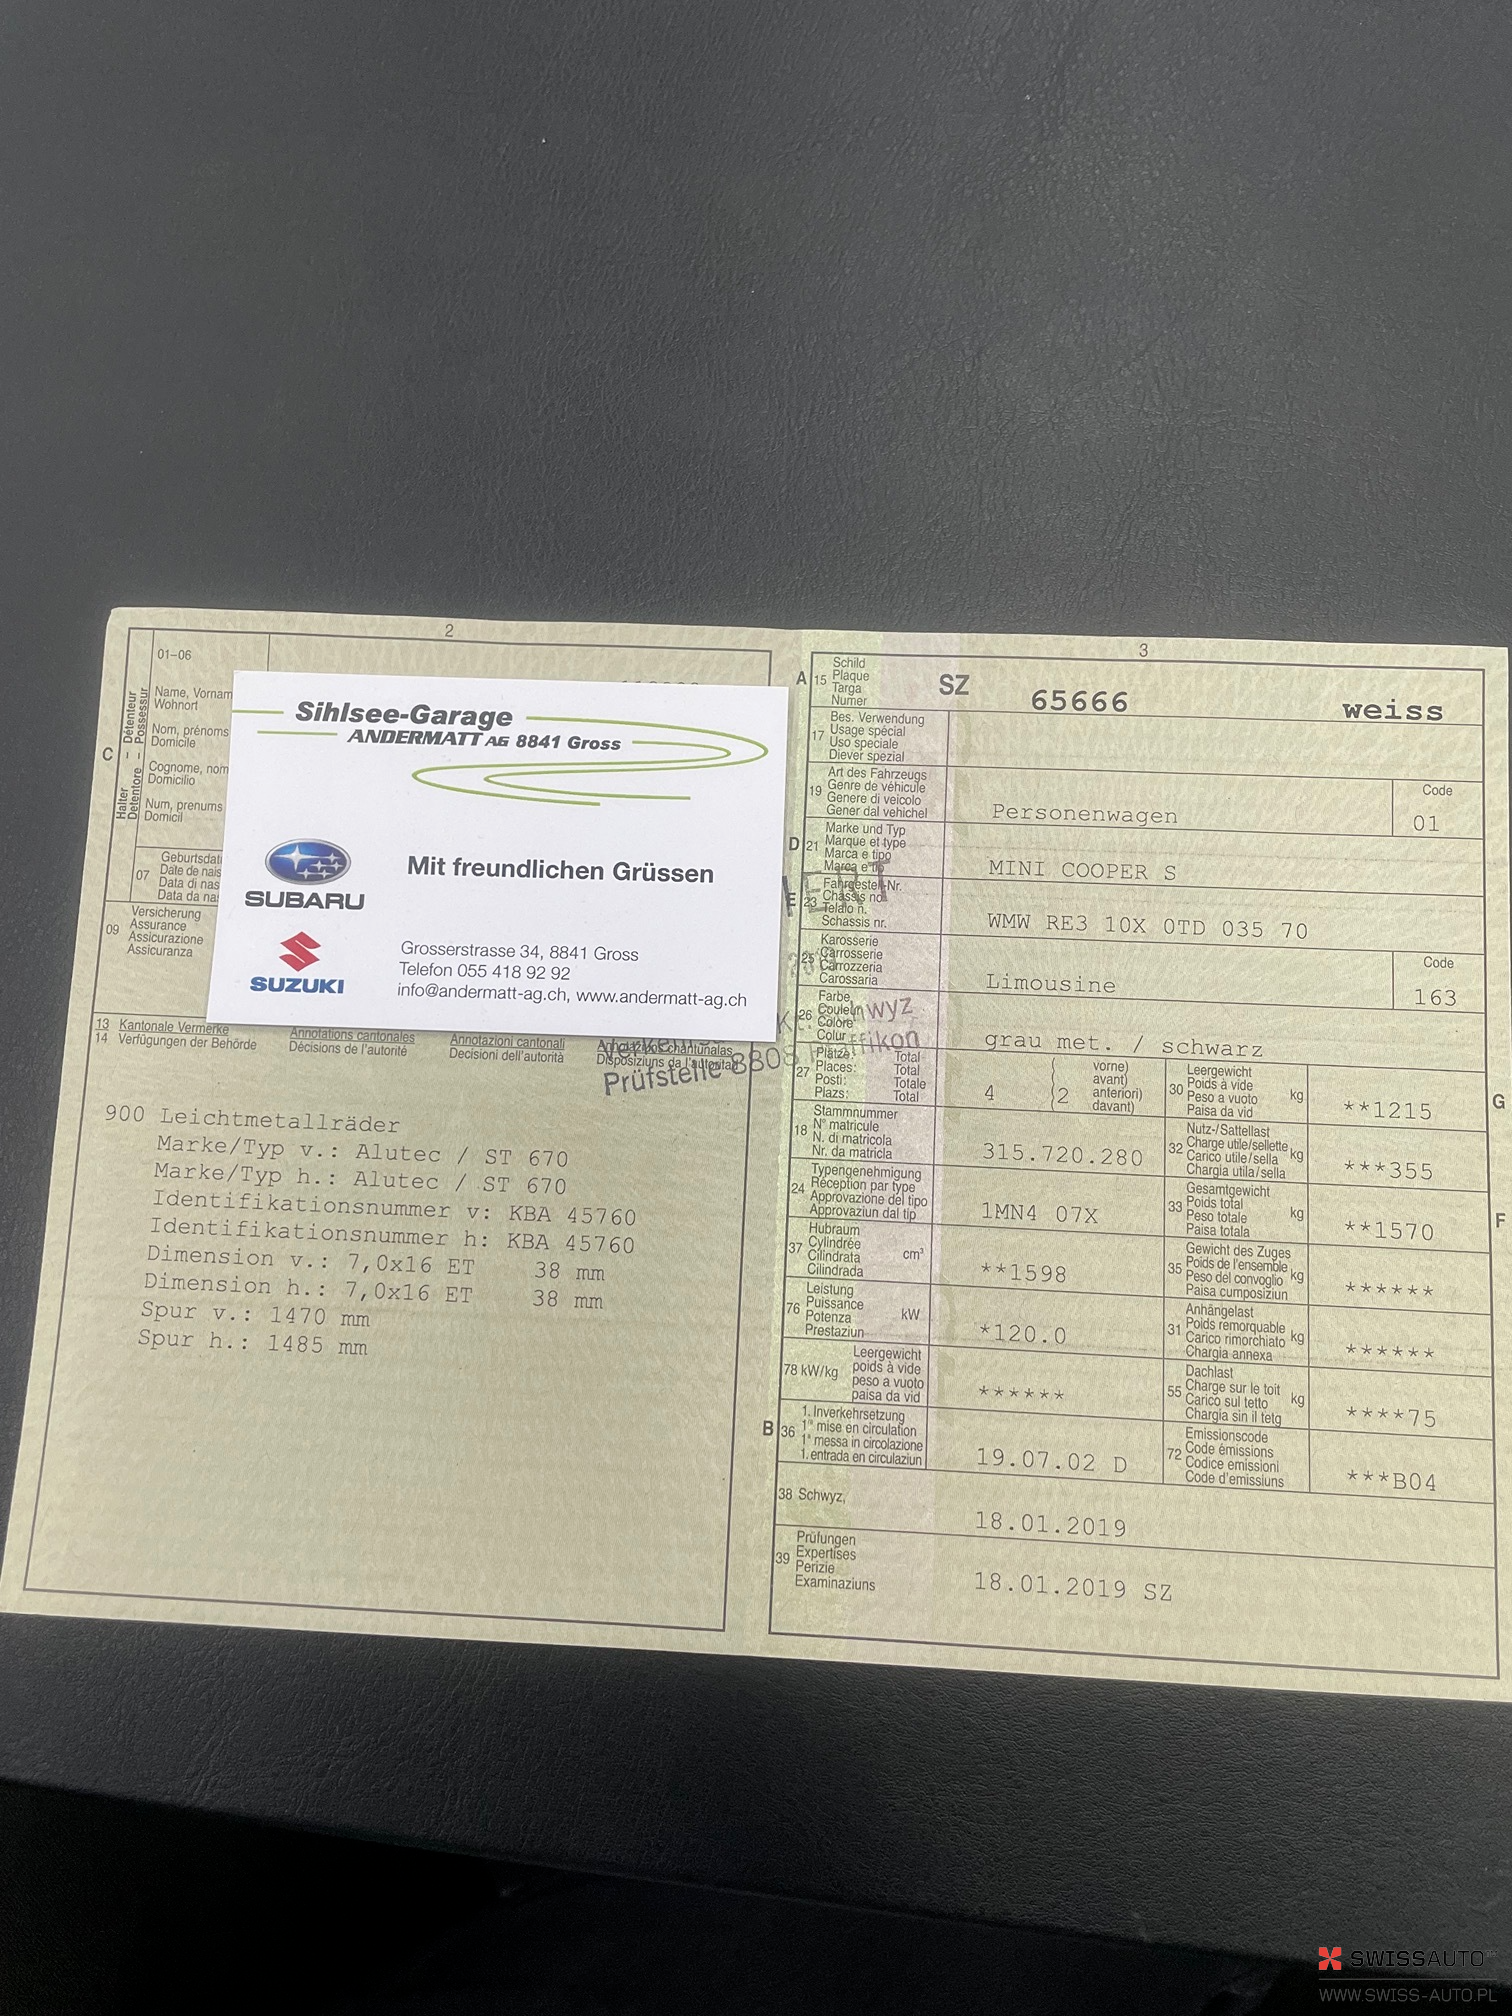 2
01–06
Halter – Détenteur
Detentore – Possessur
C
Name, Vornam
Wohnort
Nom, prénoms
Domicile
Cognome, nom
Domicilio
Num, prenums
Domicil
07
Geburtsdat
Date de nais
Data di nas
Data da na
09
Versicherung
Assurance
Assicurazione
Assicuranza
Sihlsee-Garage
ANDERMATT AG 8841 Gross
SUBARU
Mit freundlichen Grüssen
SUZUKI
Grosserstrasse 34, 8841 Gross
Telefon 055 418 92 92
info@andermatt-ag.ch, www.andermatt-ag.ch
13 Kantonale Vermerke
14 Verfügungen der Behörde
Annotations cantonales
Décisions de l'autorité
Annotazioni cantonali
Decisioni dell'autorità
Annotaziuns chantunalas
Disposiziuns da l'autoritad
Prüfstelle 8808 Pfäffikon
900 Leichtmetallräder
Marke/Typ v.: Alutec / ST 670
Marke/Typ h.: Alutec / ST 670
Identifikationsnummer v: KBA 45760
Identifikationsnummer h: KBA 45760
Dimension v.: 7,0x16 ET 38 mm
Dimension h.: 7,0x16 ET 38 mm
Spur v.: 1470 mm
Spur h.: 1485 mm
3
A 15 Schild
Plaque
Targa
Numer
SZ 65666 weiss
17 Bes. Verwendung
Usage spécial
Uso speciale
Diever spezial
19 Art des Fahrzeugs
Genre de véhicule
Genere di veicolo
Gener dal vehichel
Personenwagen
Code
01
D 21 Marke und Typ
Marque et type
Marca e tipo
Marca e tip
MINI COOPER S
E 23 Fahrgestell-Nr.
Châssis no
Telaio n.
Schassis nr.
WMW RE3 10X 0TD 035 70
25 Karosserie
Carrosserie
Carrozzeria
Carossaria
Limousine
Code
163
26 Farbe
Couleur
Colore
Colur
grau met. / schwarz
27 Plätze: Total
Places: Total
Posti: Totale
Plazs: Total
4 (2 vorne)
avant)
anteriori)
davant)
30 Leergewicht
Poids à vide
Peso a vuoto
Paisa da vid
kg
**1215
G
18 Stammnummer
N° matricule
N. di matricola
Nr. da matricla
315.720.280
32 Nutz-/Sattellast
Charge utile/sellette
Carico utile/sella
Chargia utila/sella
kg
***355
24 Typengenehmigung
Réception par type
Approvazione del tipo
Approvaziun dal tip
1MN4 07X
33 Gesamtgewicht
Poids total
Peso totale
Paisa totala
kg
**1570
F
37 Hubraum
Cylindrée
Cilindrata
Cilindrada
cm³
**1598
35 Gewicht des Zuges
Poids de l'ensemble
Peso del convoglio
Paisa cumposiziun
kg
******
76 Leistung
Puissance
Potenza
Prestaziun
kW
*120.0
31 Anhängelast
Poids remorquable
Carico rimorchiato
Chargia annexa
kg
******
78 kW/kg
Leergewicht
poids à vide
peso a vuoto
paisa da vid
******
55 Dachlast
Charge sur le toit
Carico sul tetto
Chargia sin il tetg
kg
****75
B 36 1. Inverkehrsetzung
1re mise en circulation
1a messa in circolazione
1. entrada en circulaziun
19.07.02 D
72 Emissionscode
Code émissions
Codice emissioni
Code d'emissiuns
***B04
38 Schwyz,
18.01.2019
39 Prüfungen
Expertises
Perizie
Examinaziuns
18.01.2019 SZ
SWISSAUTO
WWW.SWISS-AUTO.PL